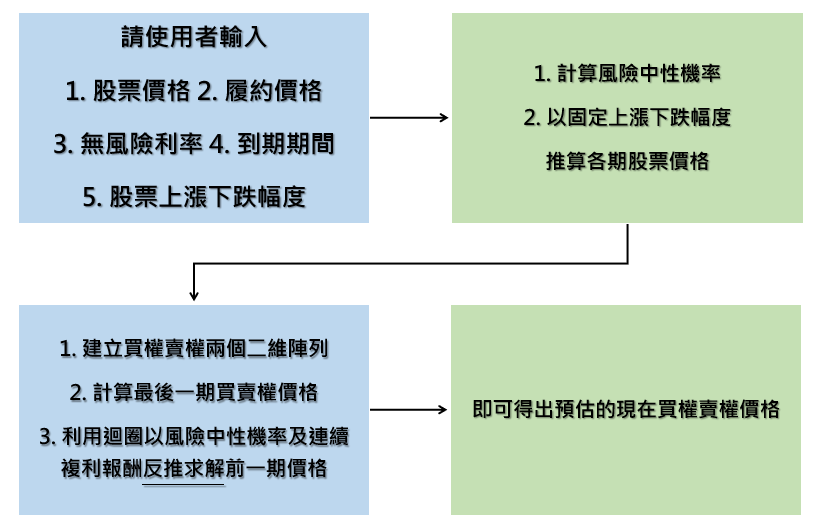 請使用者輸入
1. 股票價格 2. 履約價格
3. 無風險利率 4. 到期期間
5. 股票上漲下跌幅度
1. 計算風險中性機率
2. 以固定上漲下跌幅度
推算各期股票價格
1. 建立買權賣權兩個二維陣列
2. 計算最後一期買賣權價格
3. 利用迴圈以風險中性機率及連續
複利報酬反推求解前一期價格
即可得出預估的現在買權賣權價格